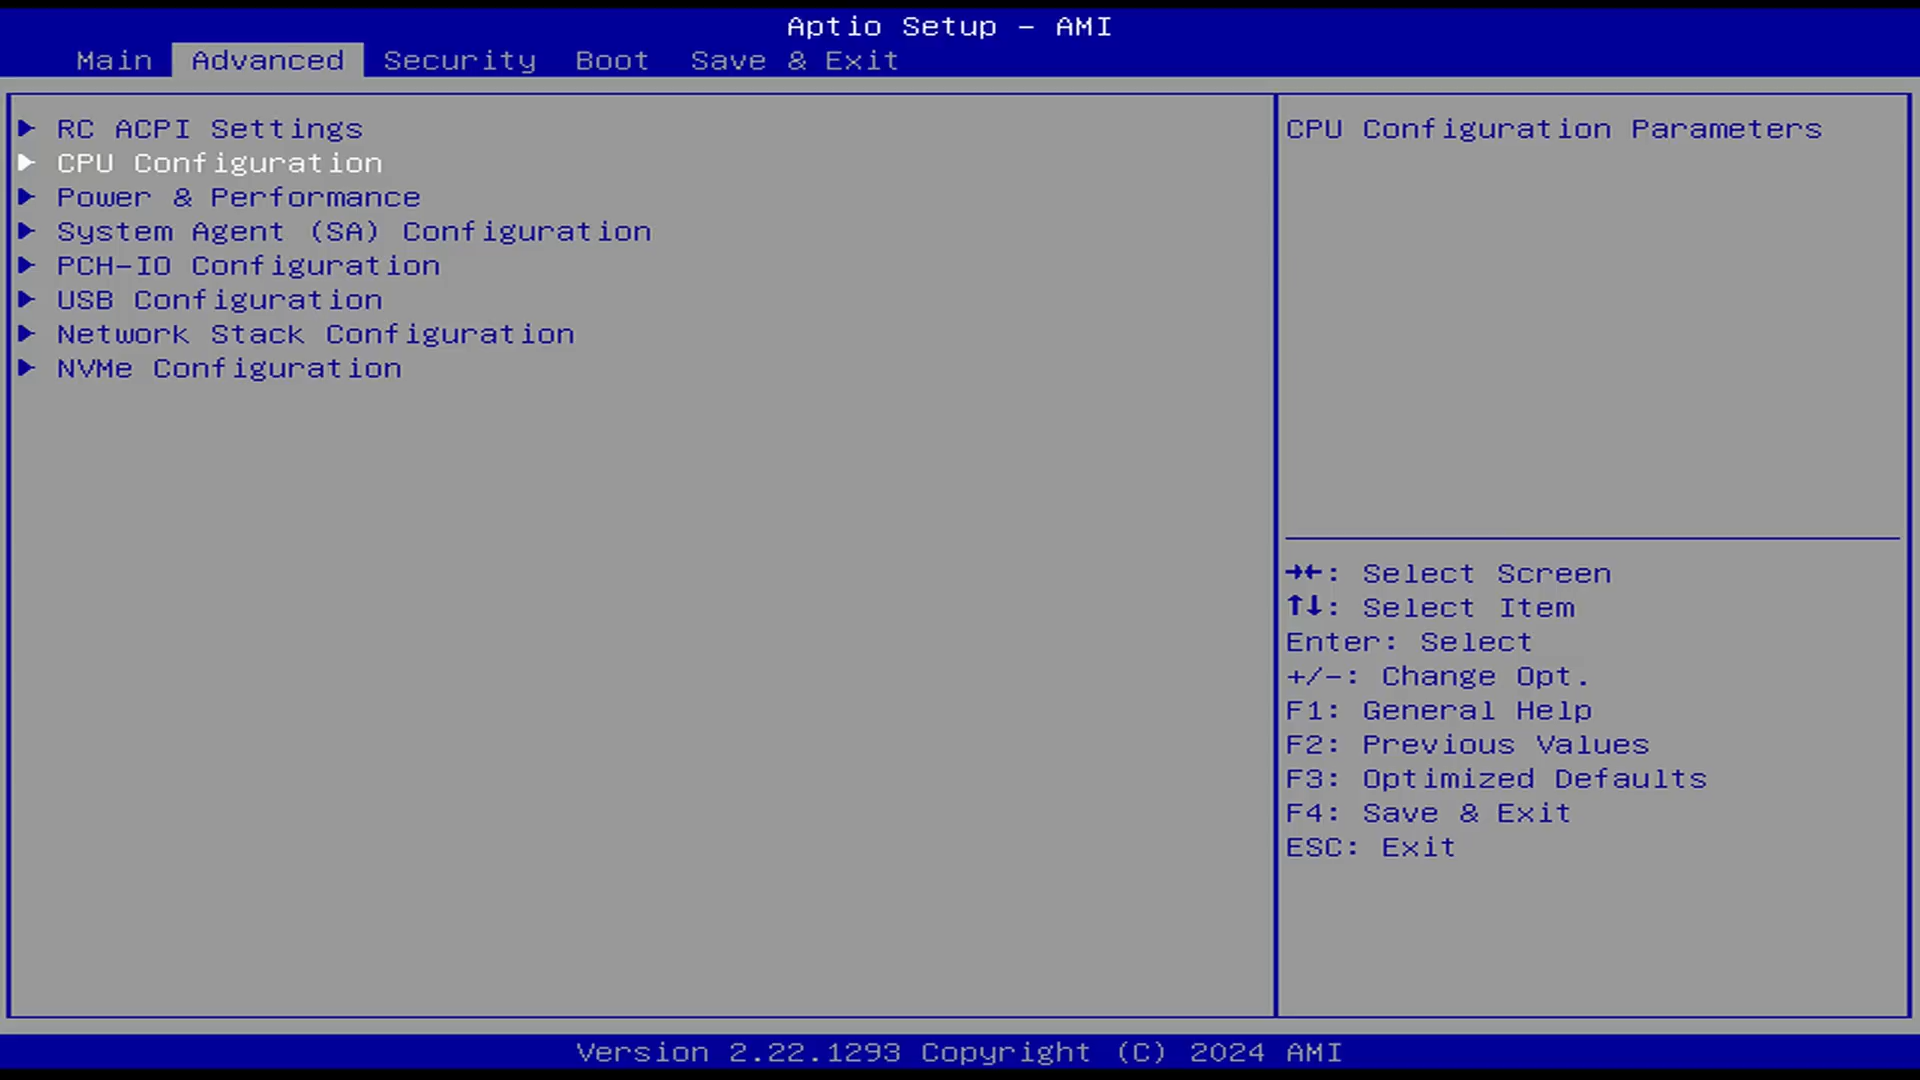 Aptio Setup - AMI
Main Advanced Security Boot Save & Exit
▶ RC ACPI Settings
▶ CPU Configuration
▶ Power & Performance
▶ System Agent (SA) Configuration
▶ PCH-IO Configuration
▶ USB Configuration
▶ Network Stack Configuration
▶ NVMe Configuration
CPU Configuration Parameters
→←: Select Screen
↑↓: Select Item
Enter: Select
+/-: Change Opt.
F1: General Help
F2: Previous Values
F3: Optimized Defaults
F4: Save & Exit
ESC: Exit
Version 2.22.1293 Copyright (C) 2024 AMI